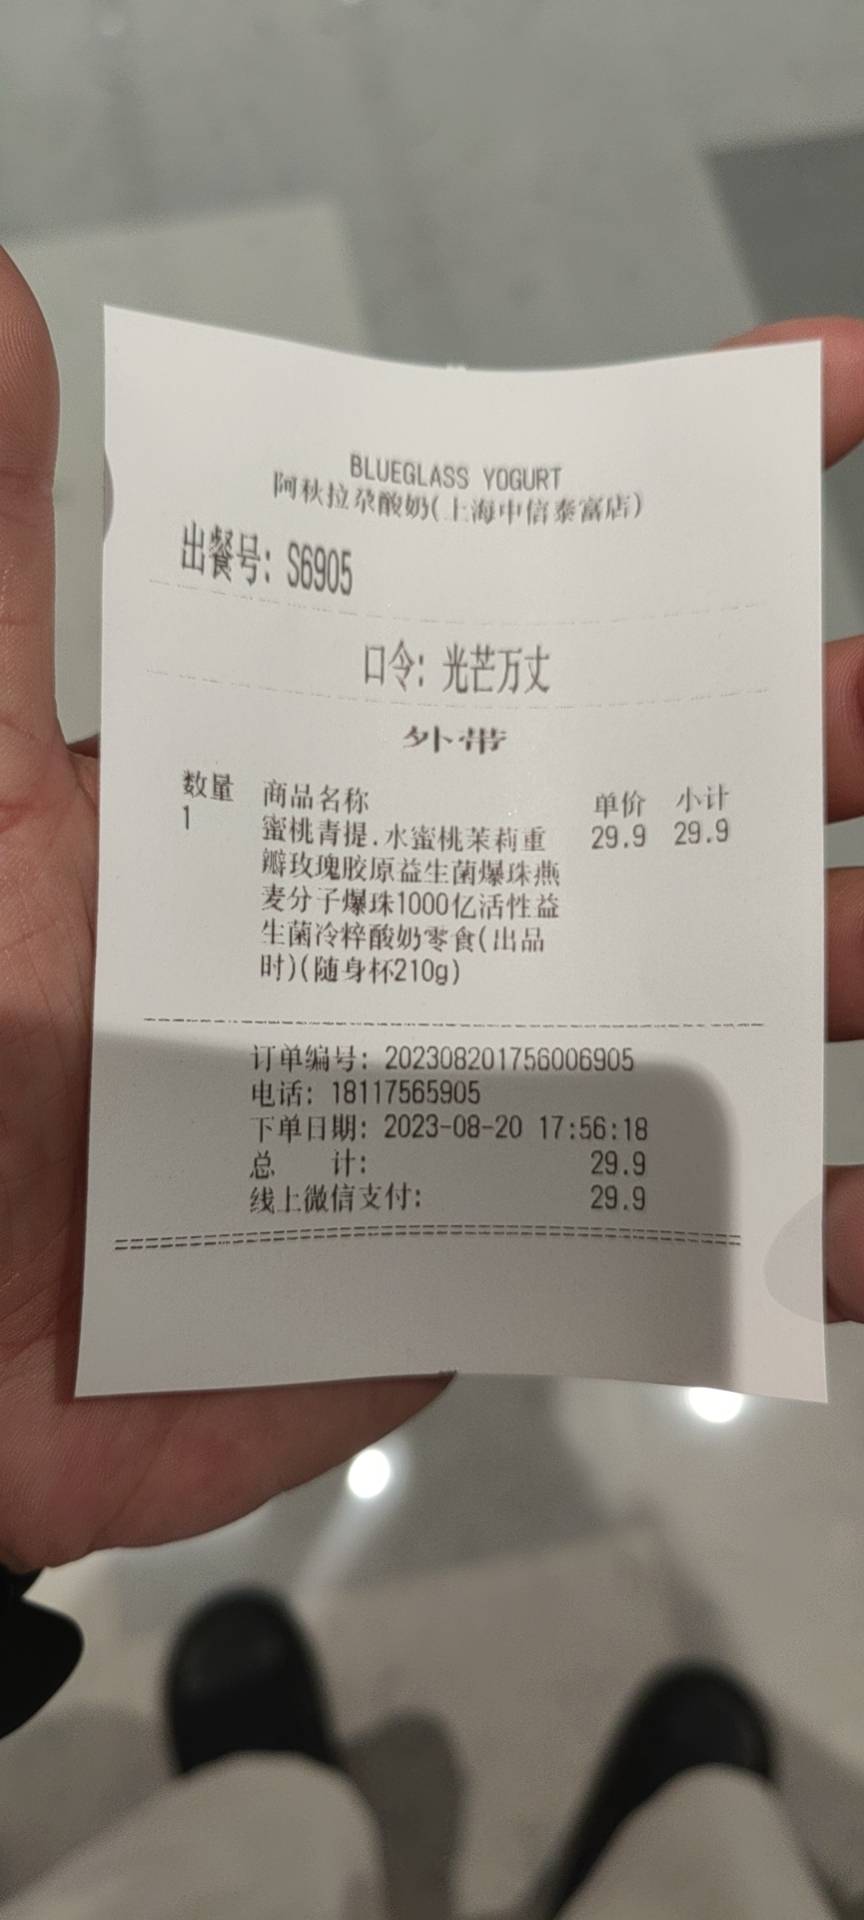 BLUEGLASS YOGURT
阿秋拉尕酸奶(上海中信泰富店)
出餐号: S6905
口令: 光芒万丈
外带
数量 商品名称 单价 小计
1 蜜桃青提.水蜜桃茉莉重 29.9 29.9
瓣玫瑰胶原益生菌爆珠燕
麦分子爆珠1000亿活性益
生菌冷粹酸奶零食(出品
时)(随身杯210g)
订单编号: 202308201756006905
电话: 18117565905
下单日期: 2023-08-20 17:56:18
总 计: 29.9
线上微信支付: 29.9